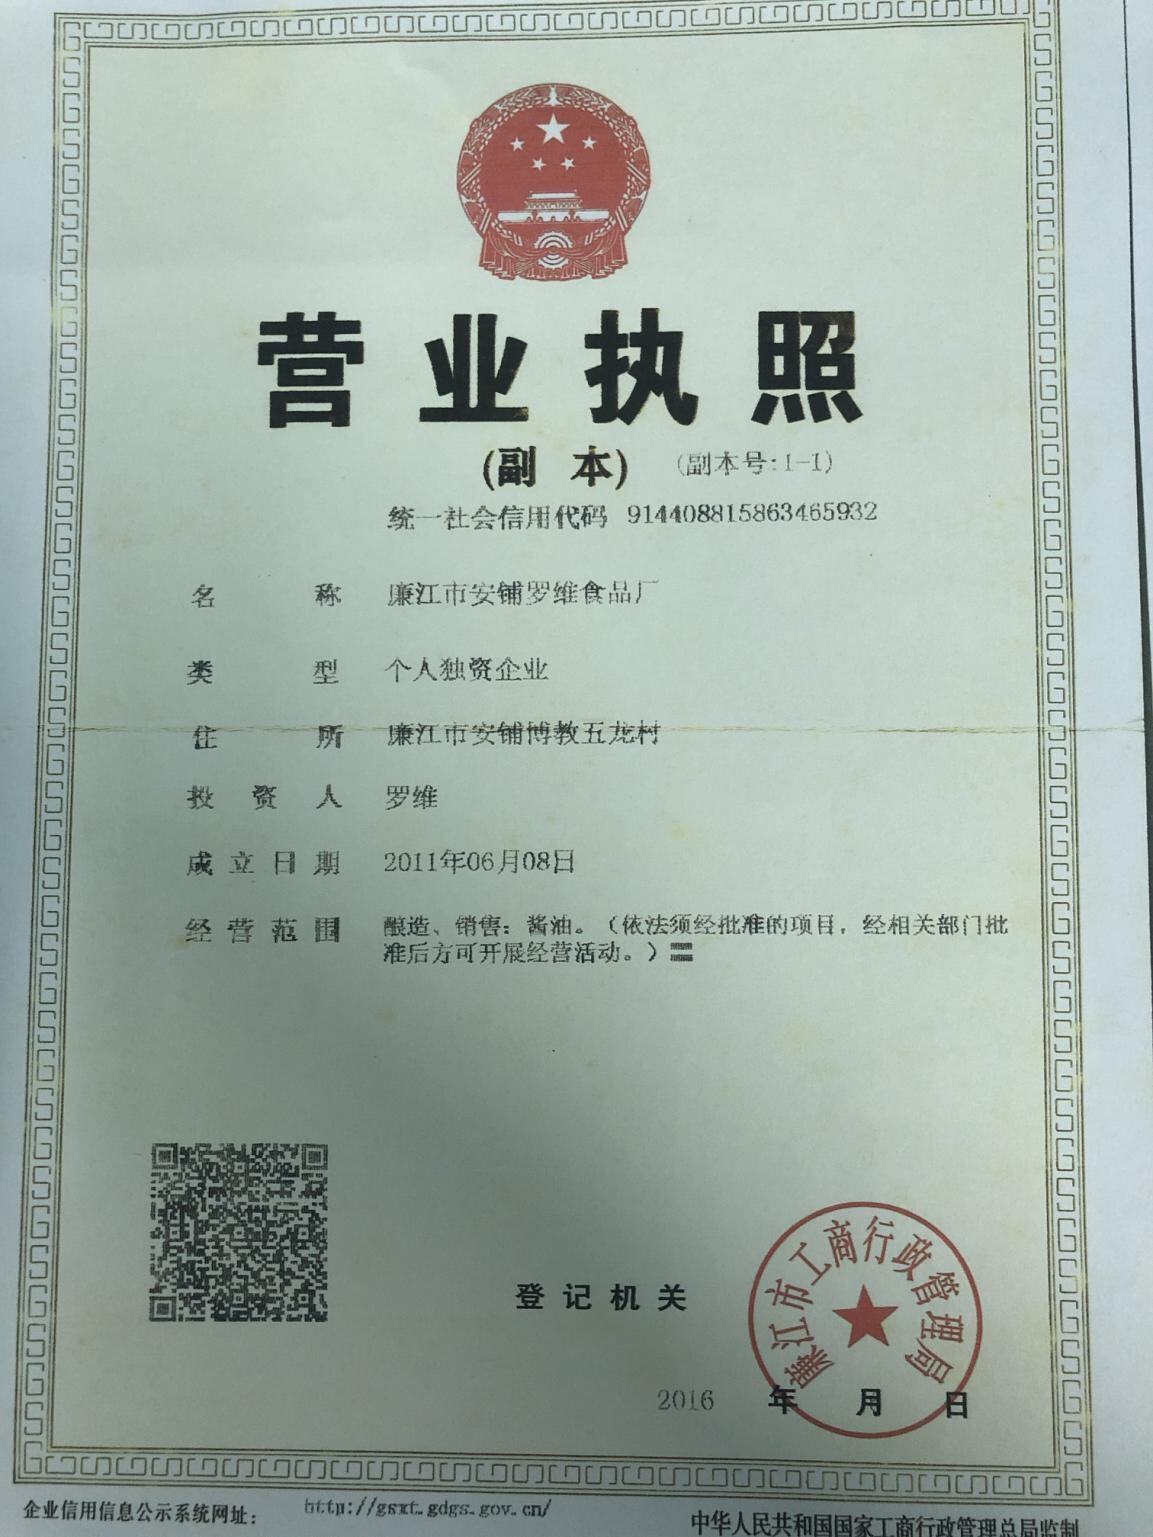 营业执照
(副 本) (副本号:1-1)
统一社会信用代码 914408815863465932
名 称 廉江市安铺罗维食品厂
类 型 个人独资企业
住 所 廉江市安铺博教五龙村
投 资 人 罗维
成 立 日 期 2011年06月08日
经 营 范 围 酿造、销售：酱油。（依法须经批准的项目，经相关部门批
准后方可开展经营活动。）
登 记 机 关
廉江市工商行政管理局
2016 年 月 日
企业信用信息公示系统网址： http://gsxt.gdgs.gov.cn/
中华人民共和国国家工商行政管理总局监制